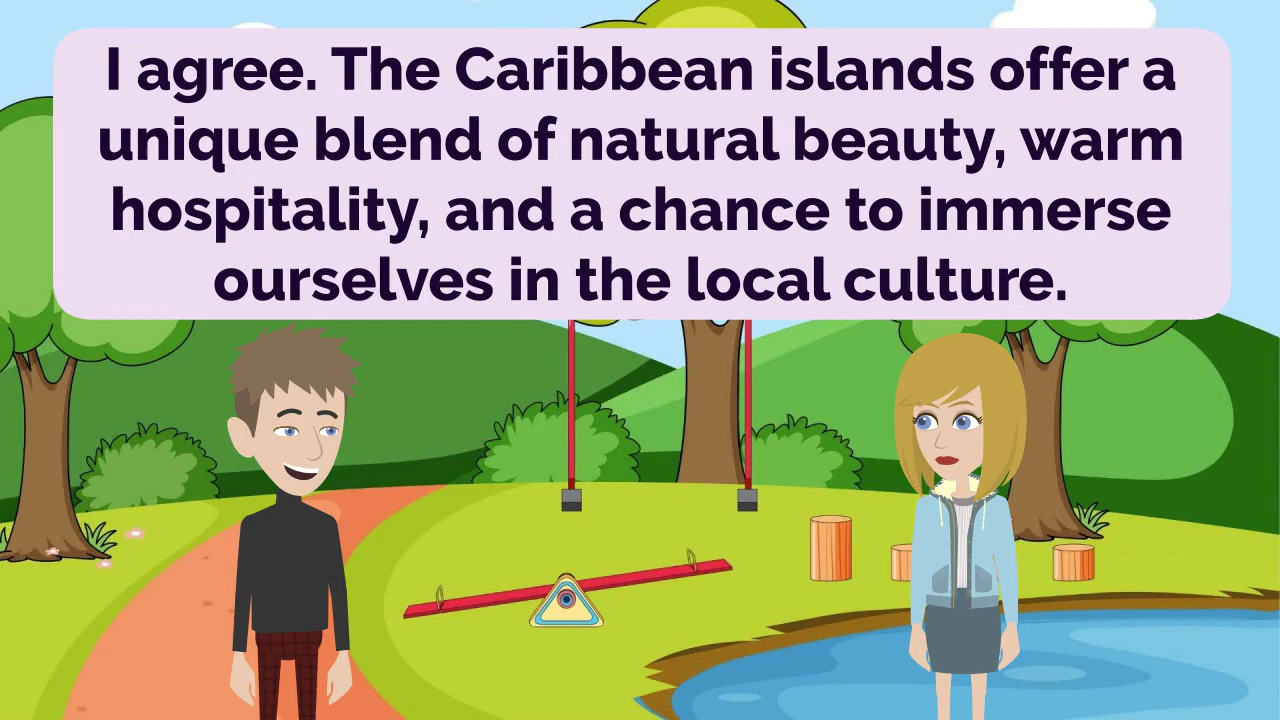 I agree. The Caribbean islands offer a
unique blend of natural beauty, warm
hospitality, and a chance to immerse
ourselves in the local culture.